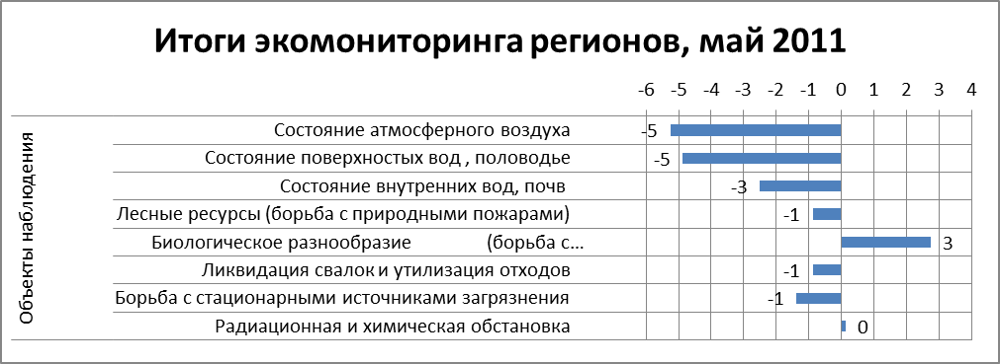 Итоги экомониторинга регионов, май 2011
-6 -5 -4 -3 -2 -1 0 1 2 3 4
Объекты наблюдения
Состояние атмосферного воздуха -5
Состояние поверхностых вод , половодье -5
Состояние внутренних вод, почв -3
Лесные ресурсы (борьба с природными пожарами) -1
Биологическое разнообразие (борьба с... 3
Ликвидация свалок и утилизация отходов -1
Борьба с стационарными источниками загрязнения -1
Радиационная и химическая обстановка 0